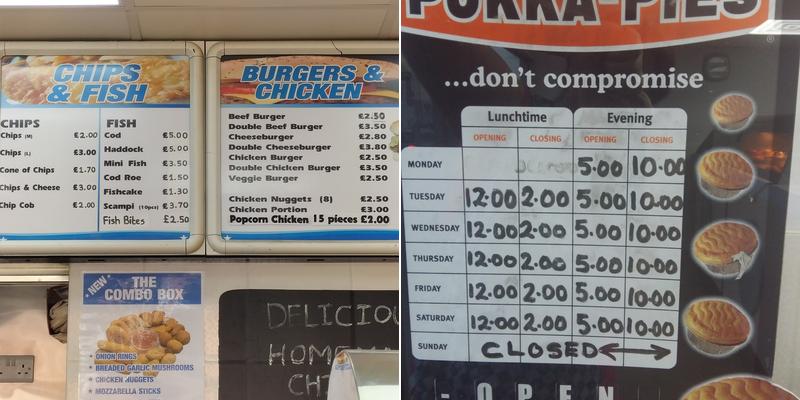 CHIPS
& FISH
CHIPS
Chips (M) £2.00
Chips (L) £3.00
Cone of Chips £1.70
Chips & Cheese £3.00
Chip Cob £2.00
FISH
Cod £5.00
Haddock £5.00
Mini Fish £3.50
Cod Roe £1.50
Fishcake £1.30
Scampi (10pcs) £3.70
Fish Bites £2.50
BURGERS &
CHICKEN
Beef Burger £2.50
Double Beef Burger £3.50
Cheeseburger £2.80
Double Cheeseburger £3.80
Chicken Burger £2.50
Double Chicken Burger £3.50
Veggie Burger £2.50
Chicken Nuggets (8) £2.50
Chicken Portion £3.00
Popcorn Chicken 15 pieces £2.00
NEW
THE
COMBO BOX
• ONION RINGS
• BREADED GARLIC MUSHROOMS
• CHICKEN NUGGETS
• MOZZARELLA STICKS
DELICIOU
HOME
CH
PUKKA-PIES
...don't compromise
Lunchtime Evening
OPENING CLOSING OPENING CLOSING
MONDAY 5.00 10.00
TUESDAY 12.00 2.00 5.00 10.00
WEDNESDAY 12.00 2.00 5.00 10.00
THURSDAY 12.00 2.00 5.00 10.00
FRIDAY 12.00 2.00 5.00 10.00
SATURDAY 12.00 2.00 5.00 10.00
SUNDAY CLOSED
- OPEN